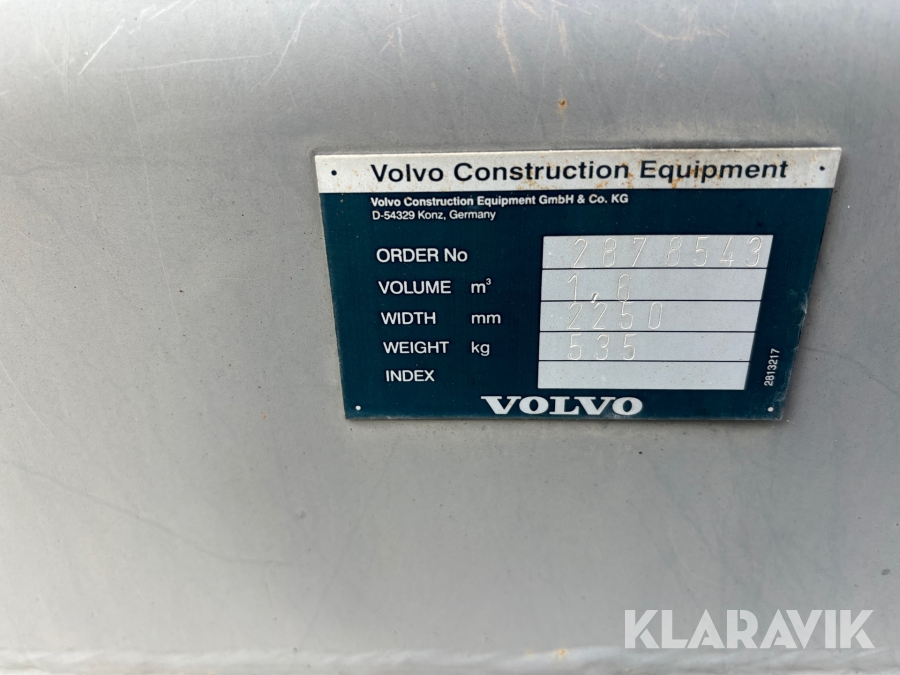 Volvo Construction Equipment
Volvo Construction Equipment GmbH & Co. KG
D-54329 Konz, Germany
ORDER No 2878543
VOLUME m³ 1,6
WIDTH mm 2250
WEIGHT kg 535
INDEX
2813217
VOLVO
KLARAVIK